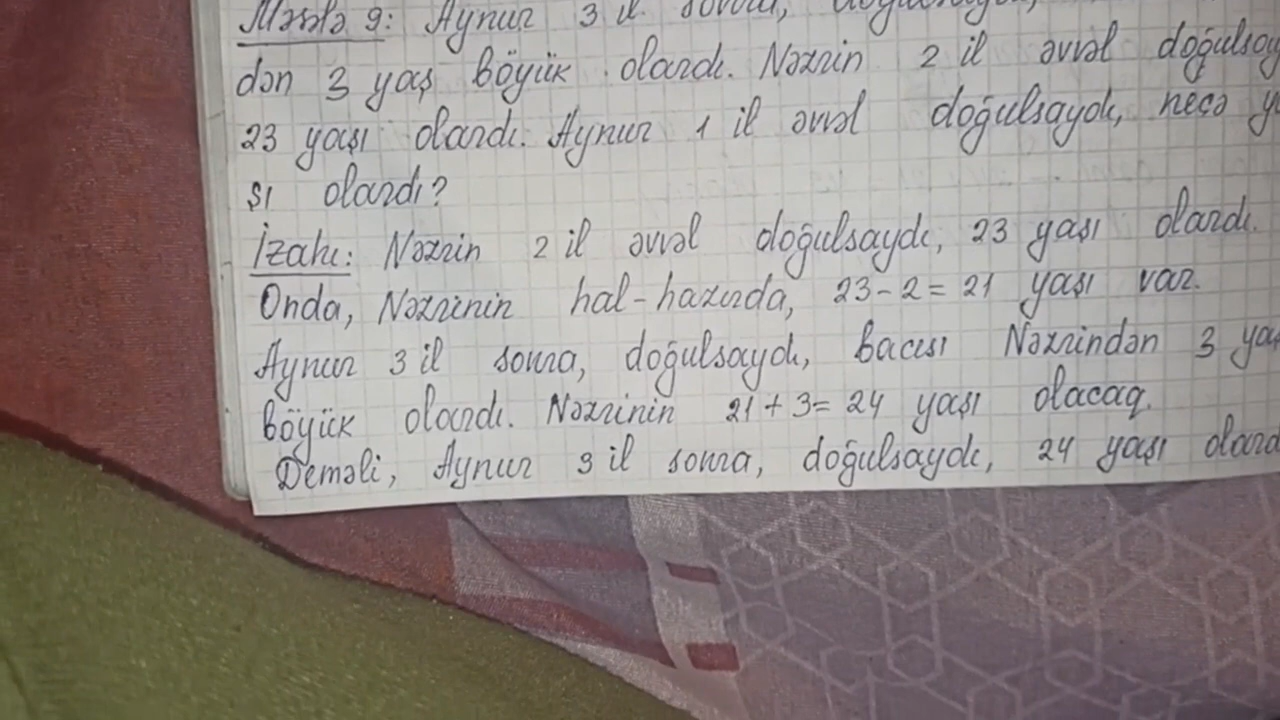 Məsələ 9: Aynur 3 il sonra,
dən 3 yaş böyük olardı. Nəzrin 2 il əvvəl doğulsay
23 yaşı olardı. Aynur 1 il əvvəl doğulsaydı, neçə y
şı olardı?
İzahı: Nəzrin 2 il əvvəl doğulsaydı, 23 yaşı olardı.
Onda, Nəzrinin hal-hazırda, 23-2=21 yaşı var.
Aynur 3 il sonra, doğulsaydı, bacısı Nəzrindən 3 yaş
böyük olardı. Nəzrinin 21+3=24 yaşı olacaq.
Deməli, Aynur 3 il sonra, doğulsaydı, 24 yaşı olard